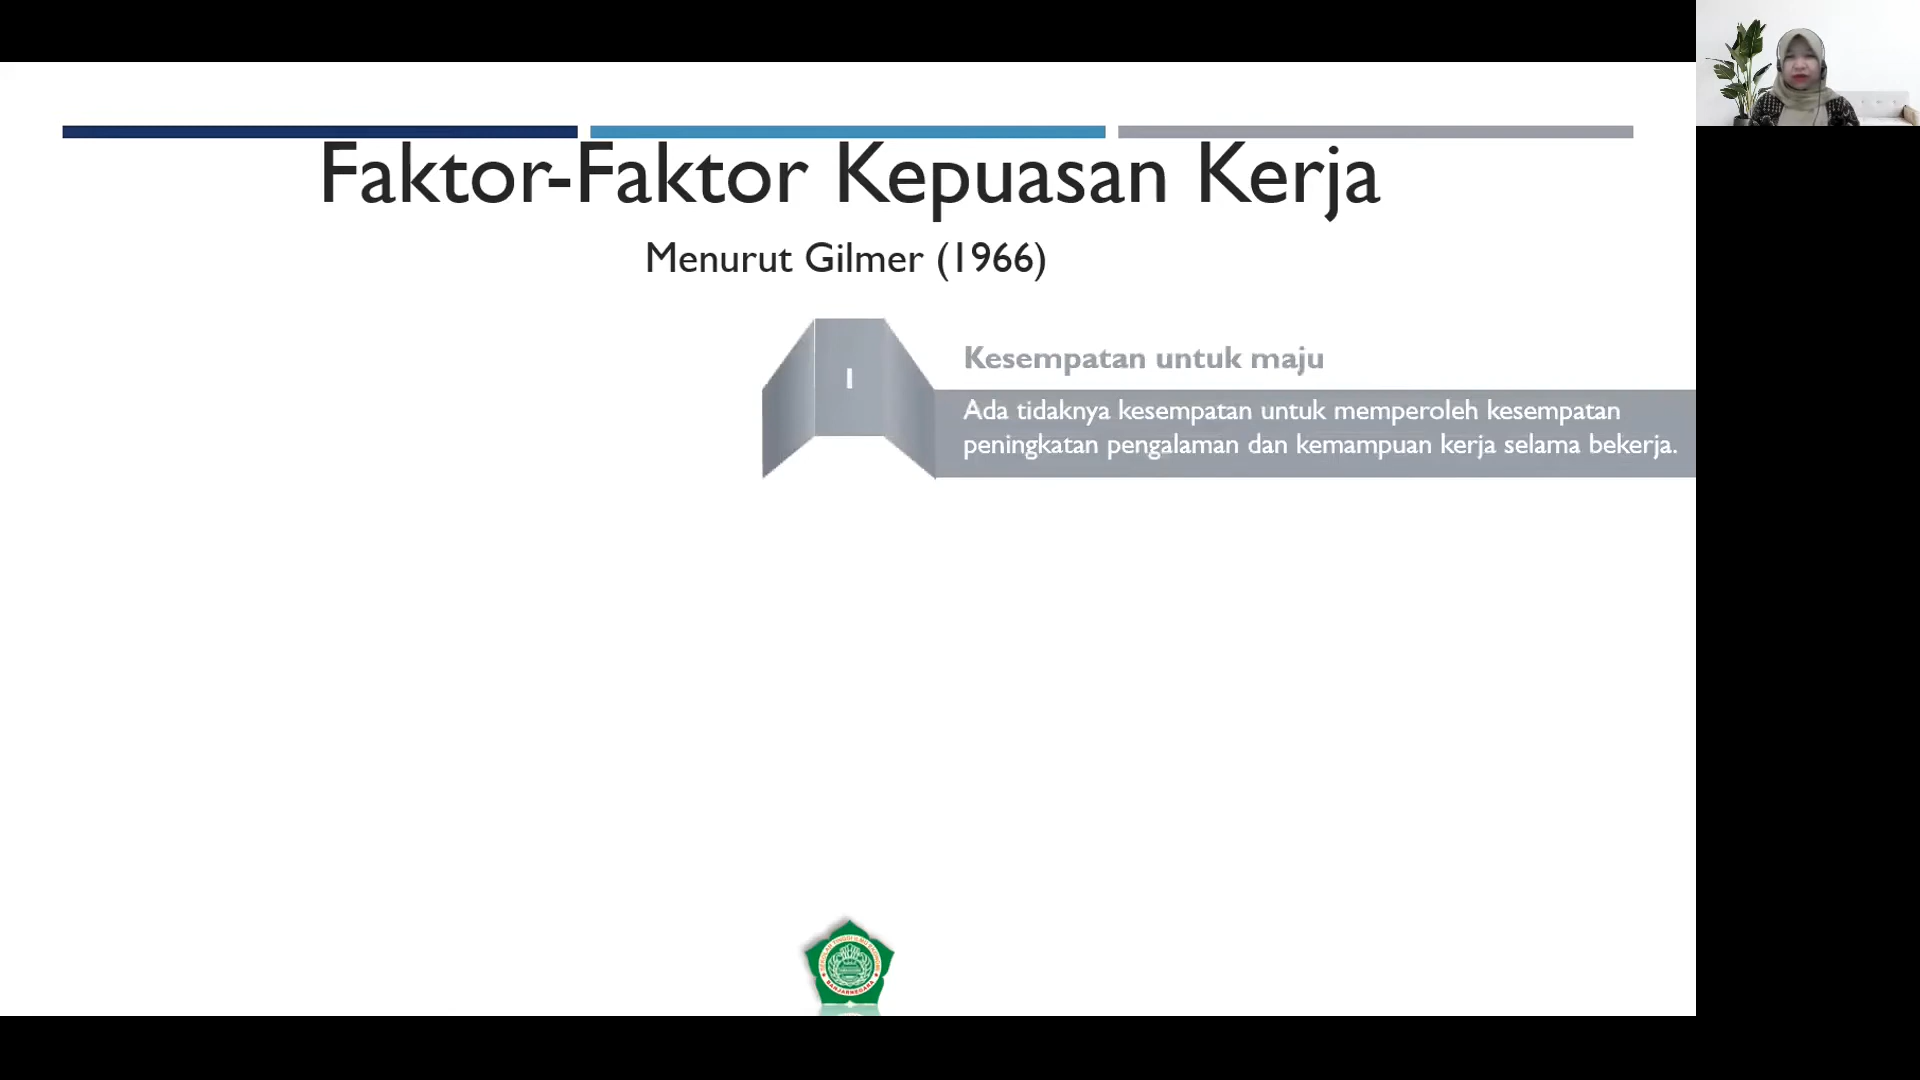 Faktor-Faktor Kepuasan Kerja
Menurut Gilmer (1966)
1
Kesempatan untuk maju
Ada tidaknya kesempatan untuk memperoleh kesempatan
peningkatan pengalaman dan kemampuan kerja selama bekerja.
BANJARNEGARA